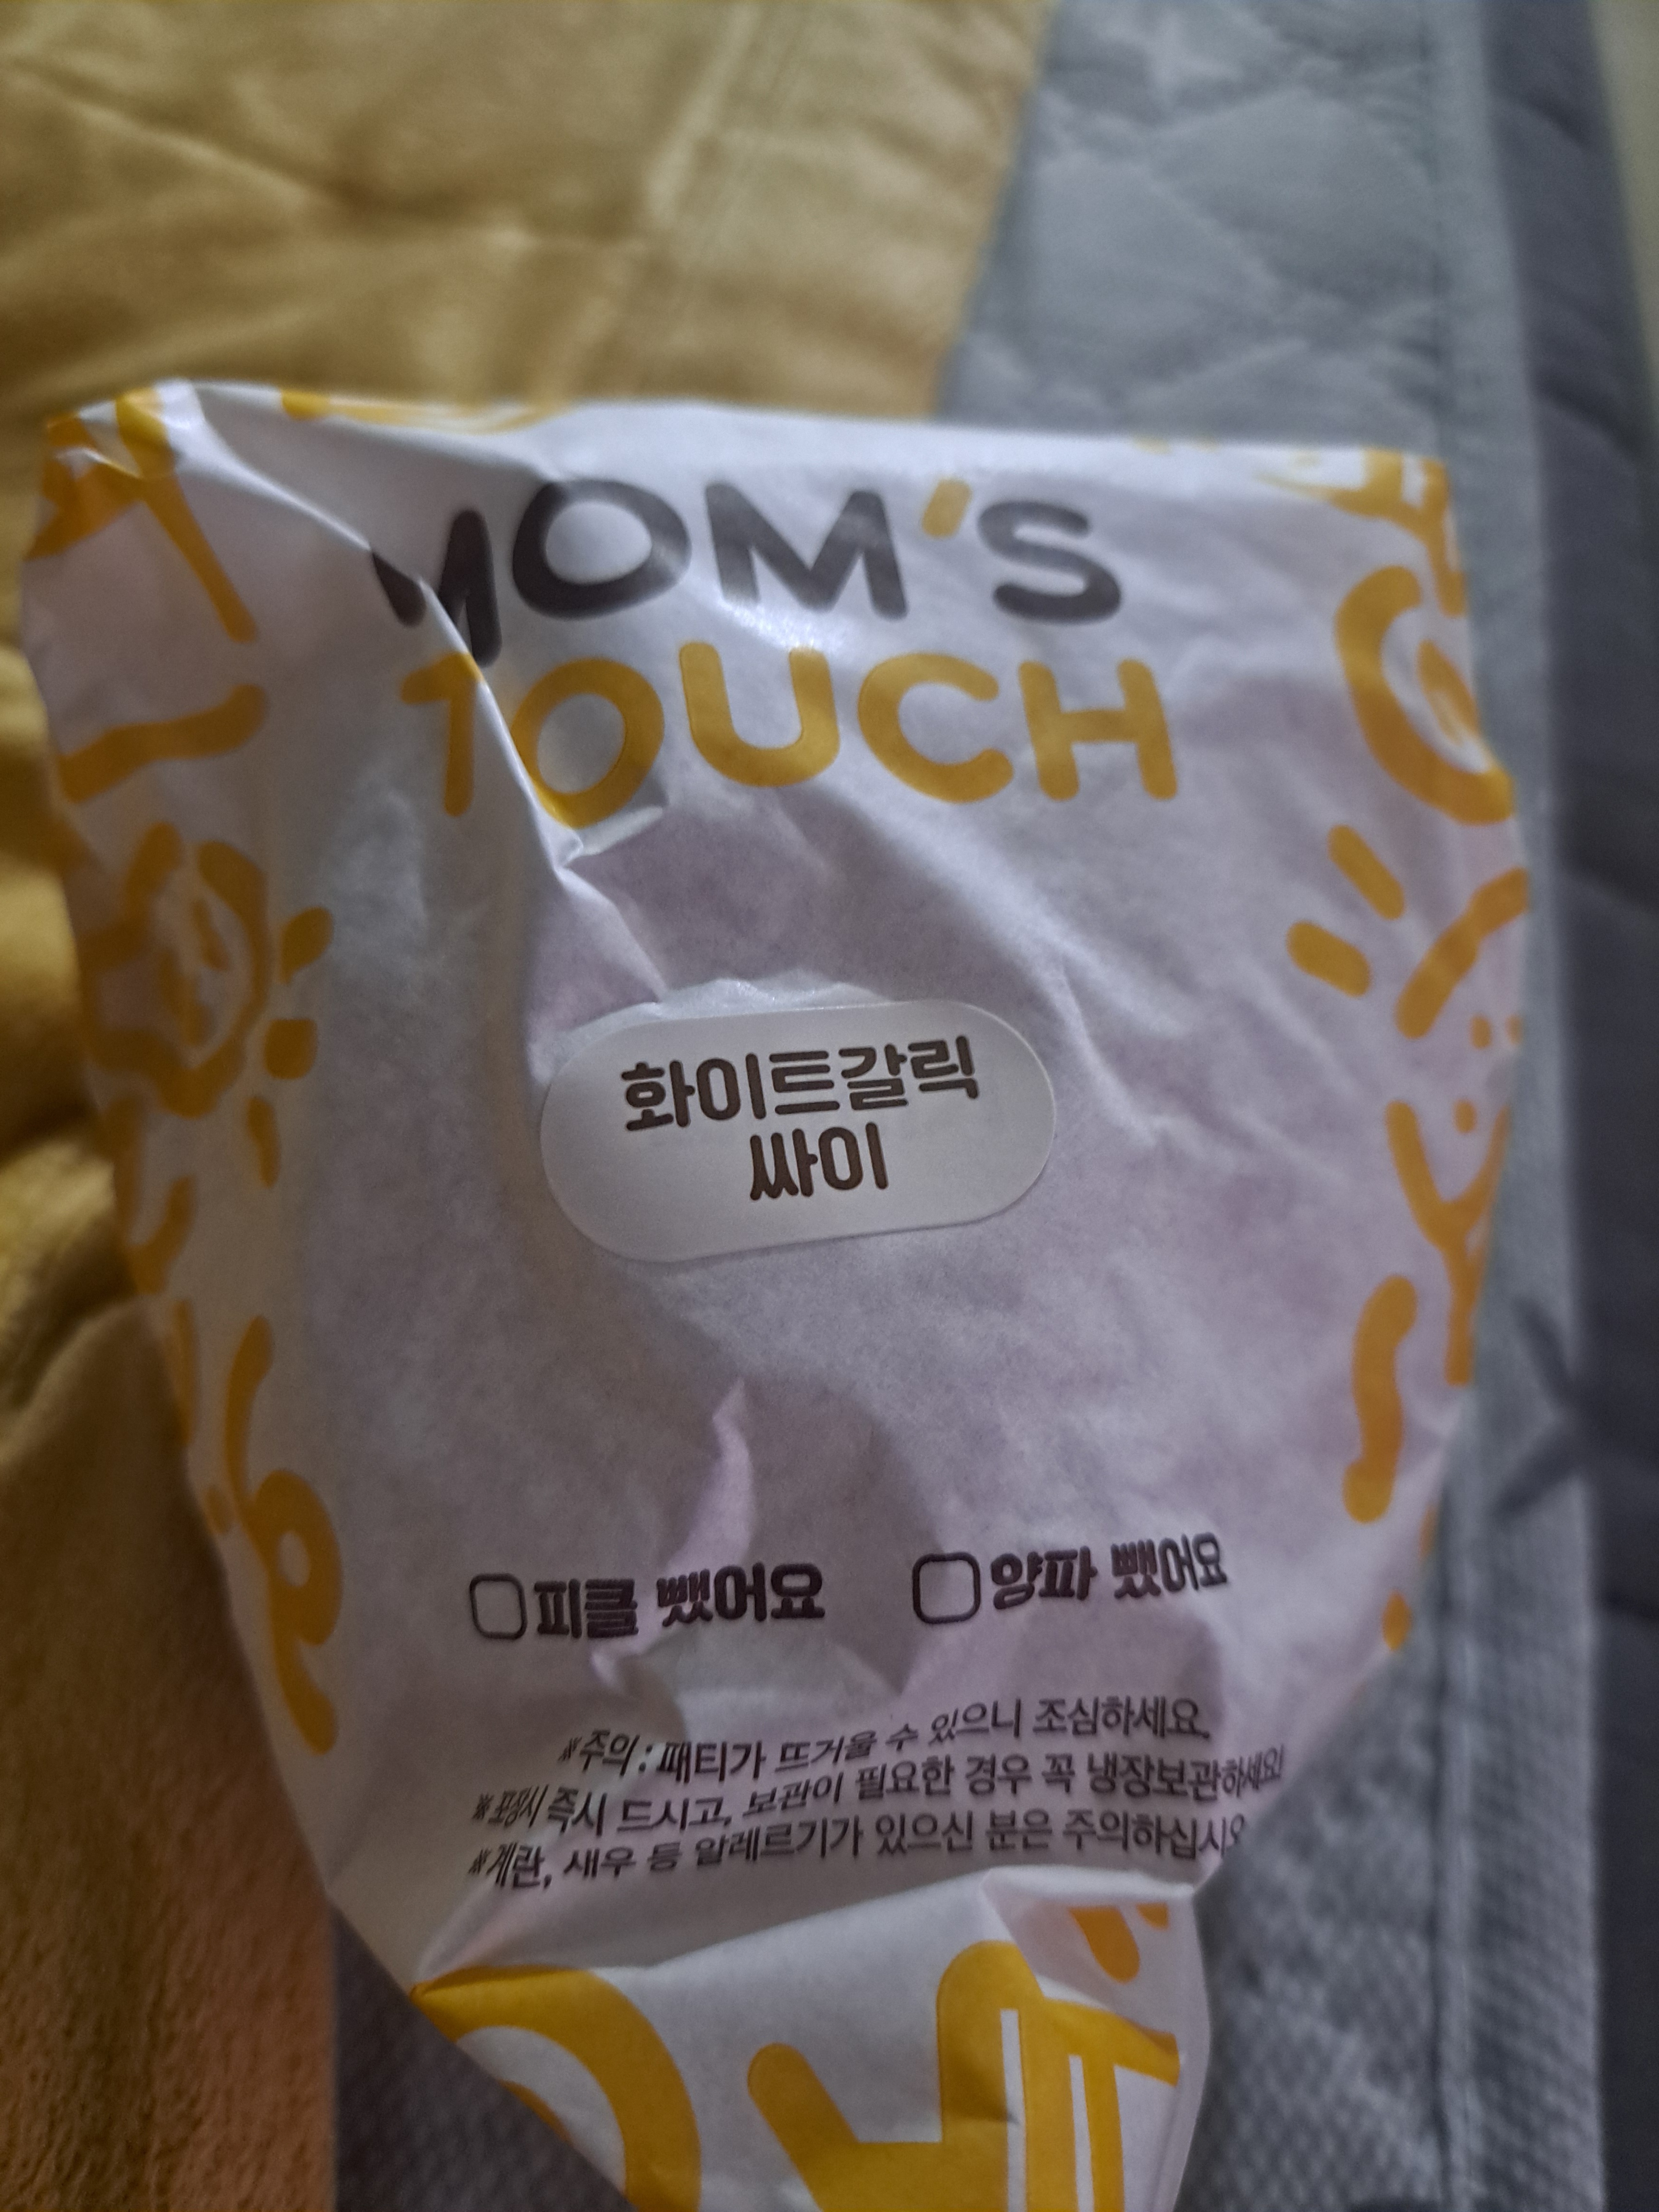 MOM'S
TOUCH
화이트갈릭
싸이
피클 뺐어요 양파 뺐어요
※주의 : 패티가 뜨거울 수 있으니 조심하세요.
※포장시 즉시 드시고, 보관이 필요한 경우 꼭 냉장보관하세요!
※계란, 새우 등 알레르기가 있으신 분은 주의하십시오